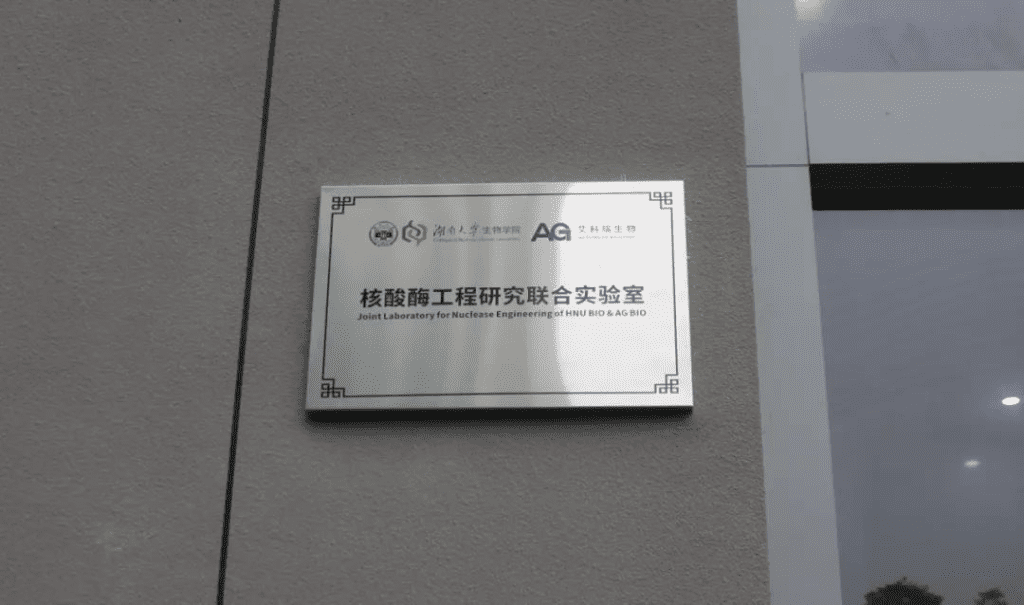 湖南大学 生物学院 AG 艾科瑞生物
核酸酶工程研究联合实验室
Joint Laboratory for Nuclease Engineering of HNU BIO & AG BIO